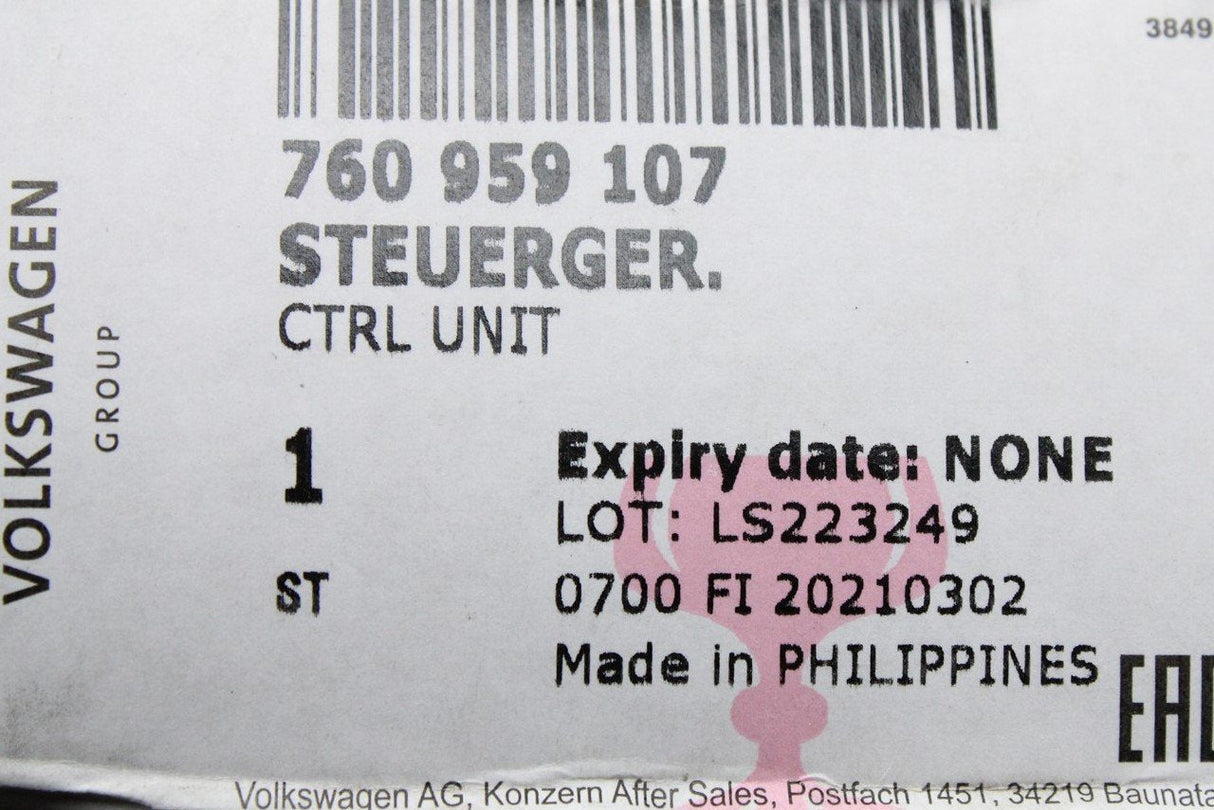 3849
760 959 107
STEUERGER.
CTRL UNIT
VOLKSWAGEN
GROUP
1
Expiry date: NONE
LOT: LS223249
ST
0700 FI 20210302
Made in PHILIPPINES
EAC
Volkswagen AG, Konzern After Sales, Postfach 1451, 34219 Baunata